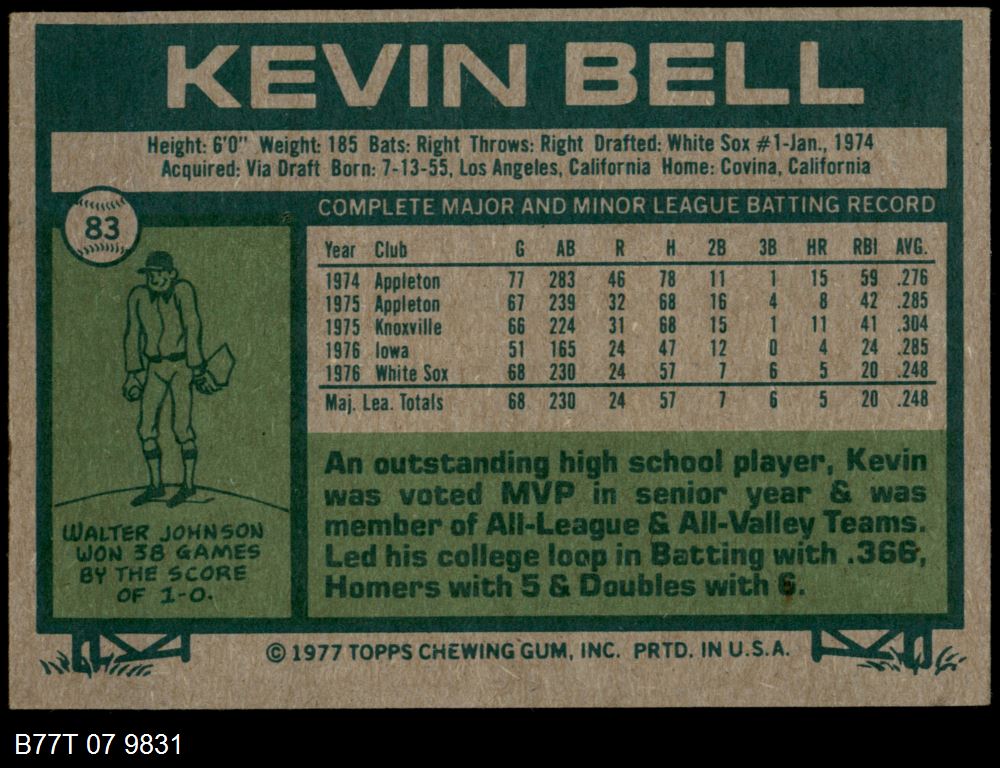 KEVIN BELL
Height: 6'0" Weight: 185 Bats: Right Throws: Right Drafted: White Sox #1-Jan., 1974
Acquired: Via Draft Born: 7-13-55, Los Angeles, California Home: Covina, California
83
COMPLETE MAJOR AND MINOR LEAGUE BATTING RECORD
Year Club G AB R H 2B 3B HR RBI AVG.
1974 Appleton 77 283 46 78 11 1 15 59 .276
1975 Appleton 67 239 32 68 16 4 8 42 .285
1975 Knoxville 66 224 31 68 15 1 11 41 .304
1976 Iowa 51 165 24 47 12 0 4 24 .285
1976 White Sox 68 230 24 57 7 6 5 20 .248
Maj. Lea. Totals 68 230 24 57 7 6 5 20 .248
An outstanding high school player, Kevin
was voted MVP in senior year & was
member of All-League & All-Valley Teams.
Led his college loop in Batting with .366,
Homers with 5 & Doubles with 6.
WALTER JOHNSON
WON 38 GAMES
BY THE SCORE
OF 1-0.
© 1977 TOPPS CHEWING GUM, INC. PRTD. IN U.S.A.
B77T 07 9831